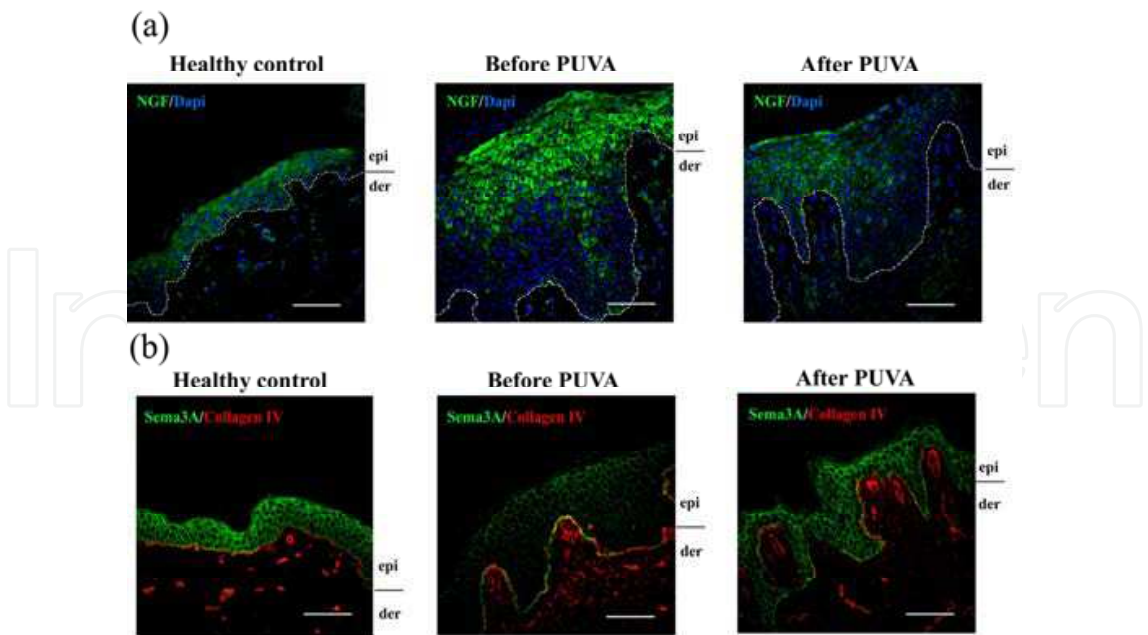 (a)
Healthy control
Before PUVA
After PUVA
NGF/Dapi
NGF/Dapi
NGF/Dapi
epi
der
epi
der
epi
der
(b)
Healthy control
Before PUVA
After PUVA
Sema3A/Collagen IV
Sema3A/Collagen IV
Sema3A/Collagen IV
epi
der
epi
der
epi
der